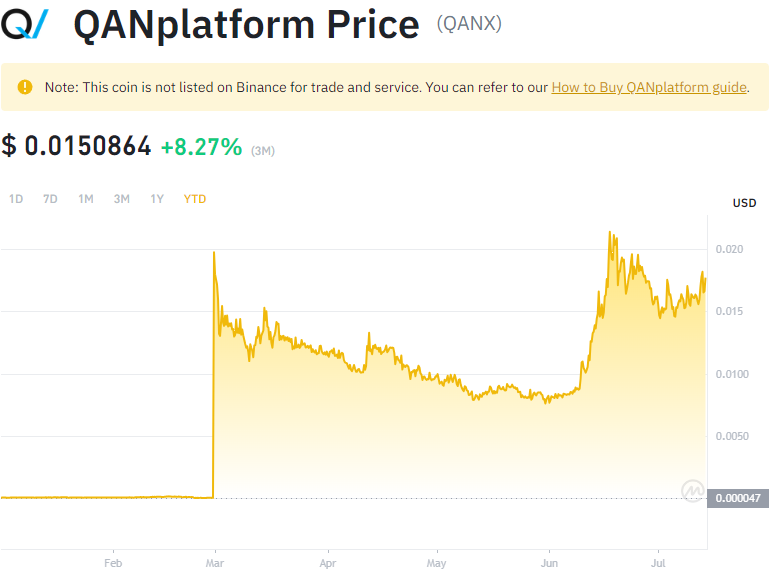 QANplatform Price (QANX)
Note: This coin is not listed on Binance for trade and service. You can refer to our How to Buy QANplatform guide.
$ 0.0150864 +8.27% (3M)
1D 7D 1M 3M 1Y YTD
USD
0.020
0.015
0.0100
0.0050
0.000047
Feb Mar Apr May Jun Jul